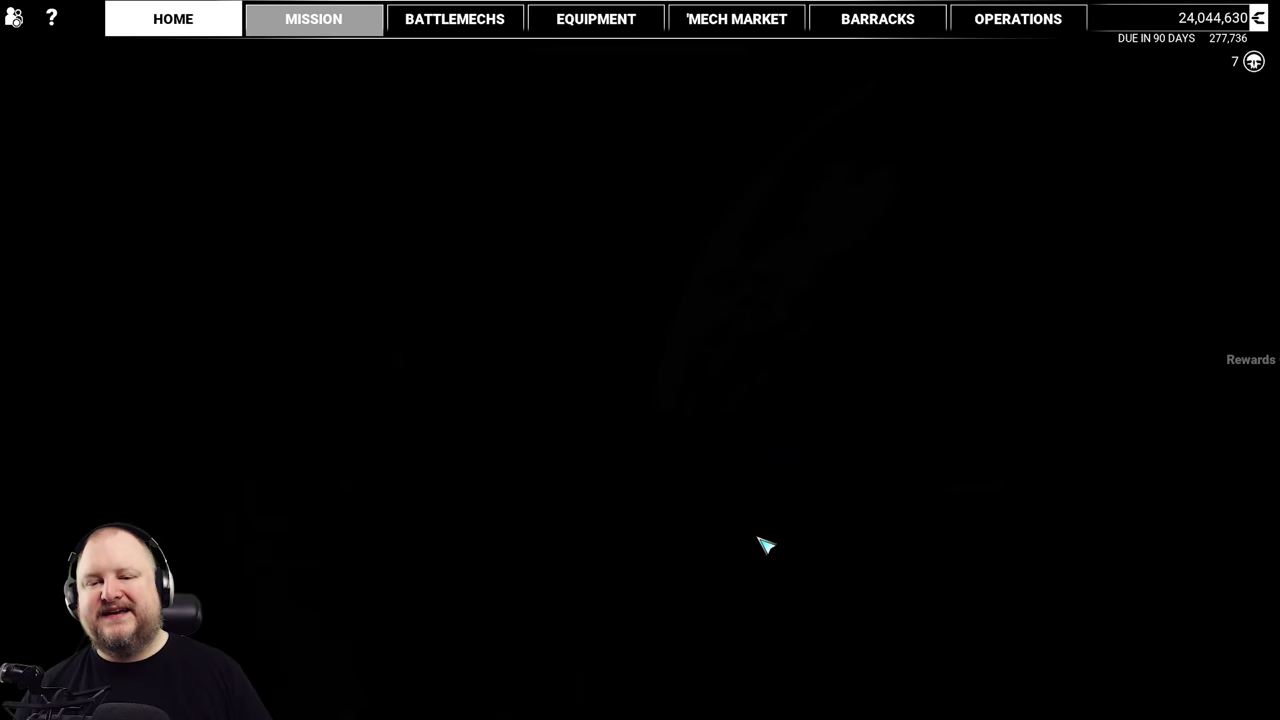 ?
HOME
MISSION
BATTLEMECHS
EQUIPMENT
'MECH MARKET
BARRACKS
OPERATIONS
24,044,630
DUE IN 90 DAYS 277,736
7
Rewards